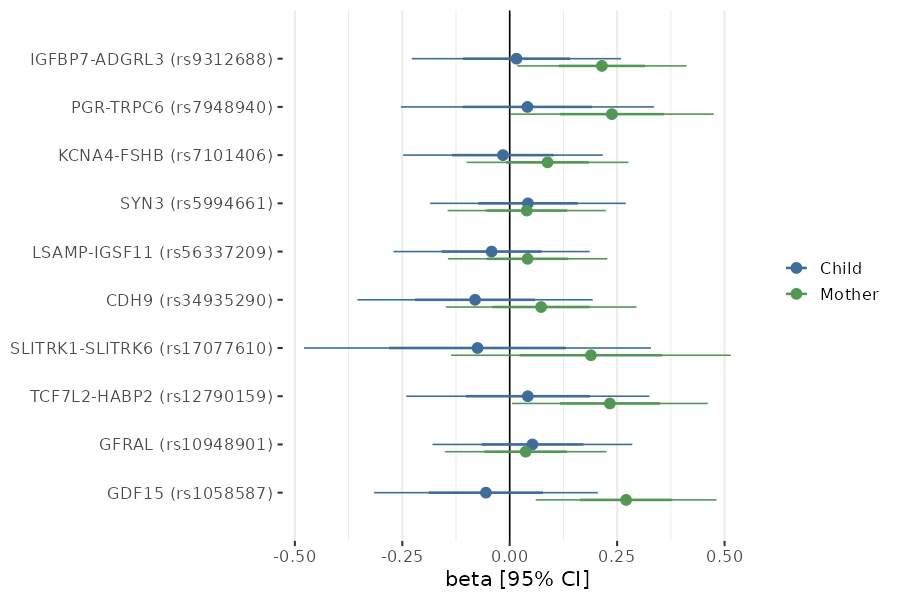 IGFBP7-ADGRL3 (rs9312688)
PGR-TRPC6 (rs7948940)
KCNA4-FSHB (rs7101406)
SYN3 (rs5994661)
LSAMP-IGSF11 (rs56337209)
CDH9 (rs34935290)
SLITRK1-SLITRK6 (rs17077610)
TCF7L2-HABP2 (rs12790159)
GFRAL (rs10948901)
GDF15 (rs1058587)
-0.50 -0.25 0.00 0.25 0.50
beta [95% CI]
Child
Mother